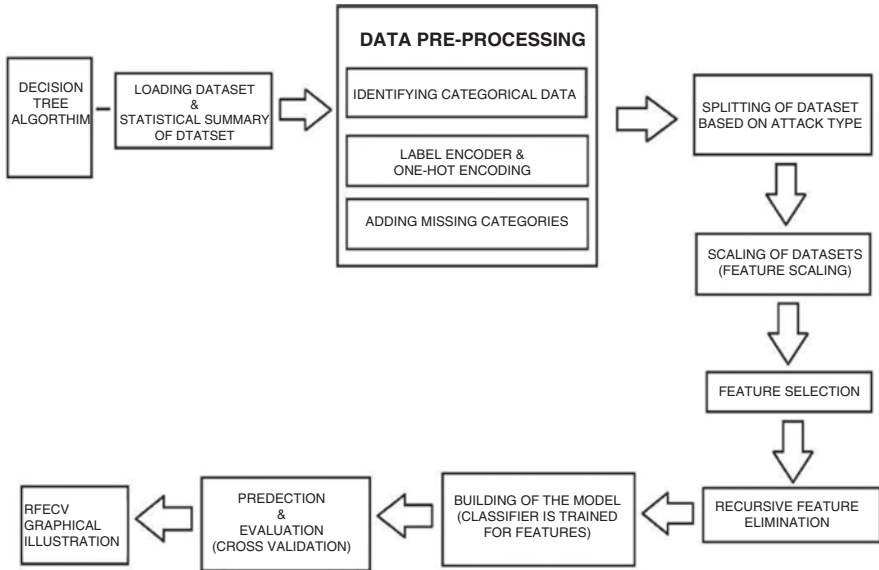 DECISION
TREE
ALGORTHIM
LOADING DATASET
&
STATISTICAL SUMMARY
OF DTATSET
DATA PRE-PROCESSING
IDENTIFYING CATEGORICAL DATA
LABEL ENCODER &
ONE-HOT ENCODING
ADDING MISSING CATEGORIES
SPLITTING OF DATASET
BASED ON ATTACK TYPE
SCALING OF DATASETS
(FEATURE SCALING)
FEATURE SELECTION
RECURSIVE FEATURE
ELIMINATION
BUILDING OF THE MODEL
(CLASSIFIER IS TRAINED
FOR FEATURES)
PREDECTION
&
EVALUATION
(CROSS VALIDATION)
RFECV
GRAPHICAL
ILLUSTRATION